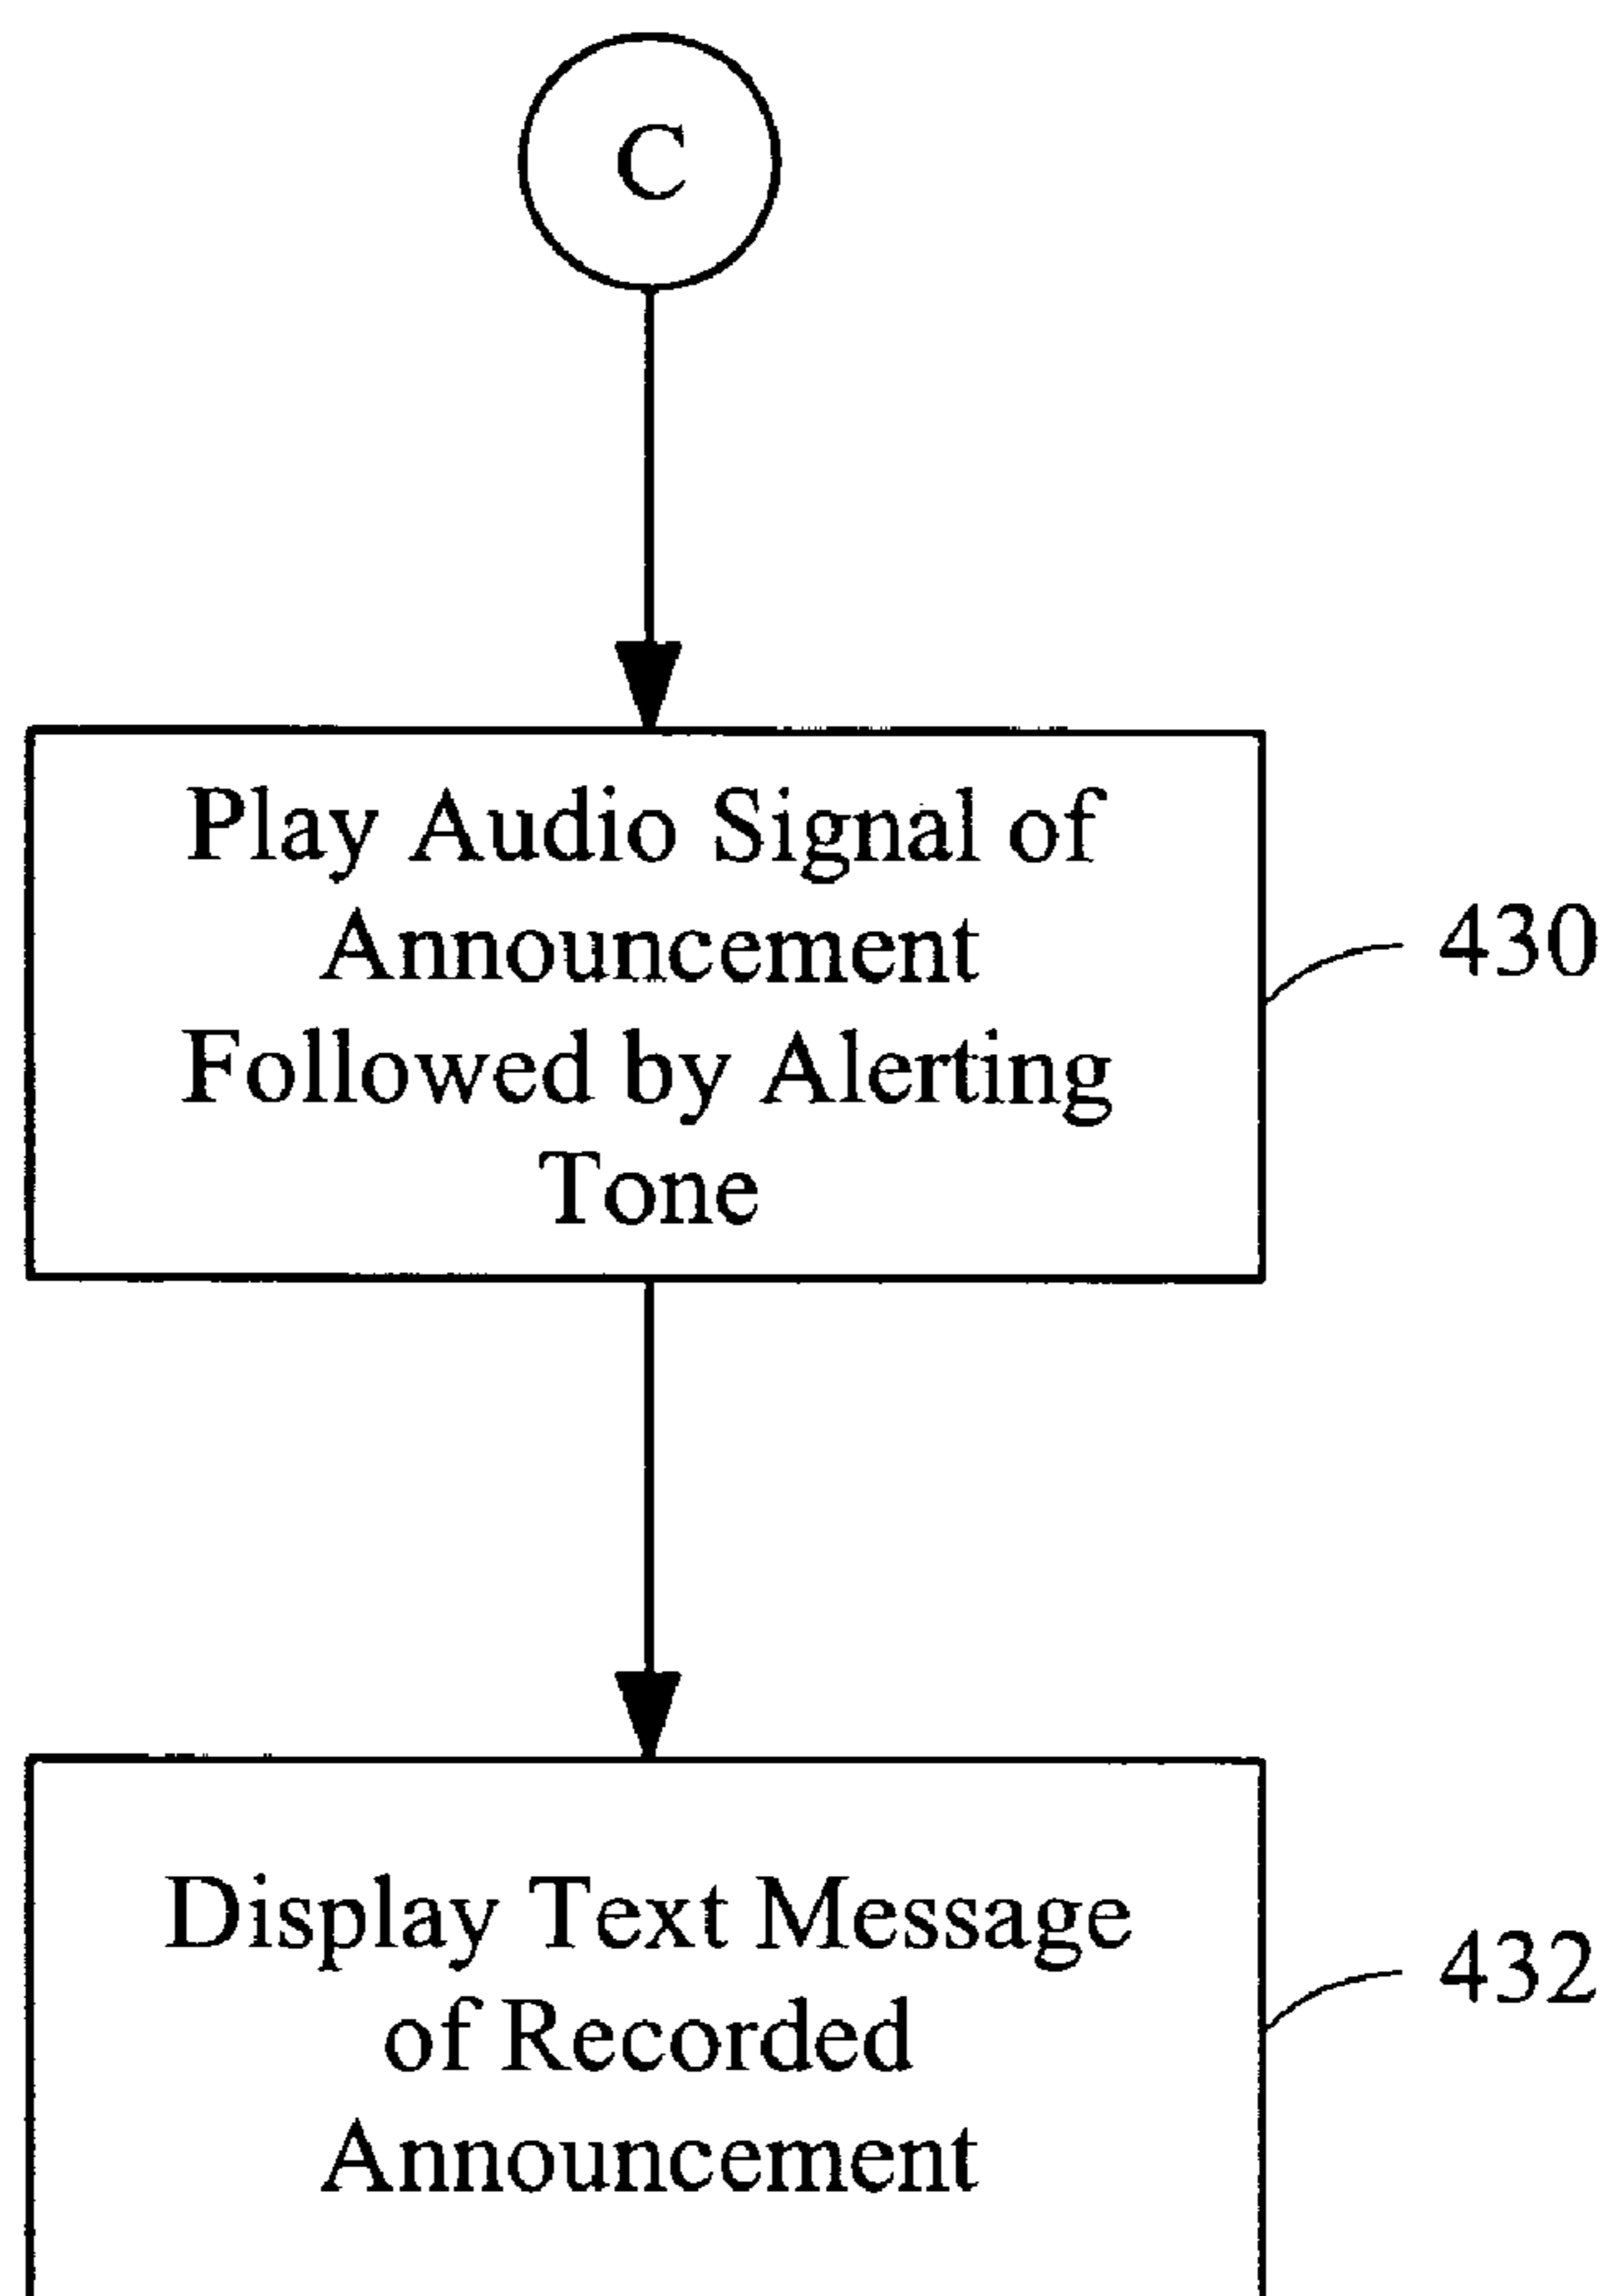 C
Play Audio Signal of
Announcement
Followed by Alerting
Tone
430
Display Text Message
of Recorded
Announcement
432